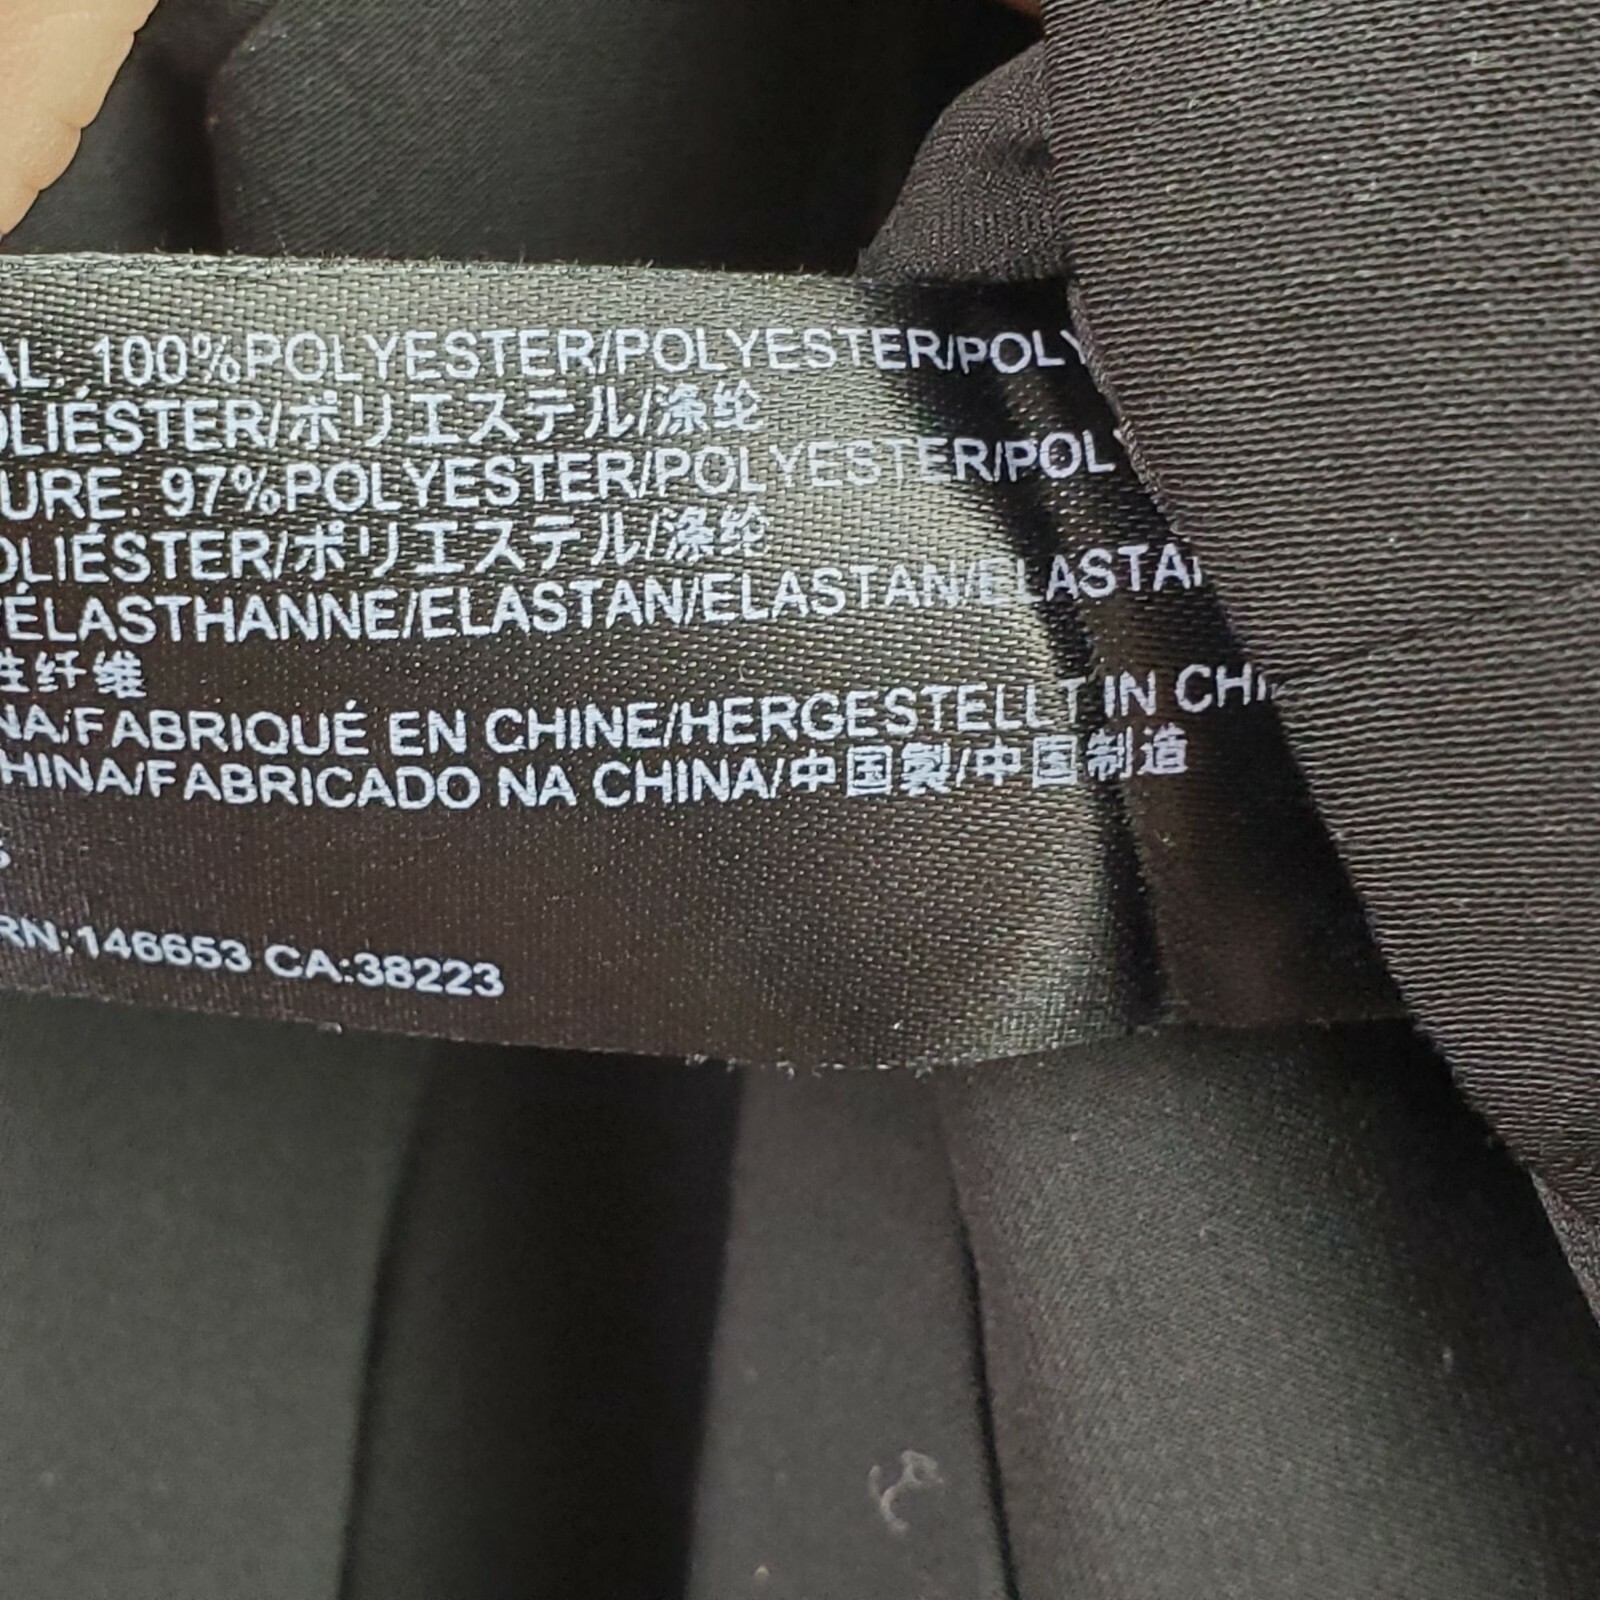 AL: 100%POLYESTER/POLYESTER/POLY
OLIÉSTER/ポリエステル/涤纶
URE: 97%POLYESTER/POLYESTER/POL
OLIÉSTER/ポリエステル/涤纶
/ÉLASTHANNE/ELASTAN/ELASTAN/ELASTAN
性纤维
NA/FABRIQUÉ EN CHINE/HERGESTELLT IN CHI
HINA/FABRICADO NA CHINA/中国製/中国制造
RN:146653 CA:38223